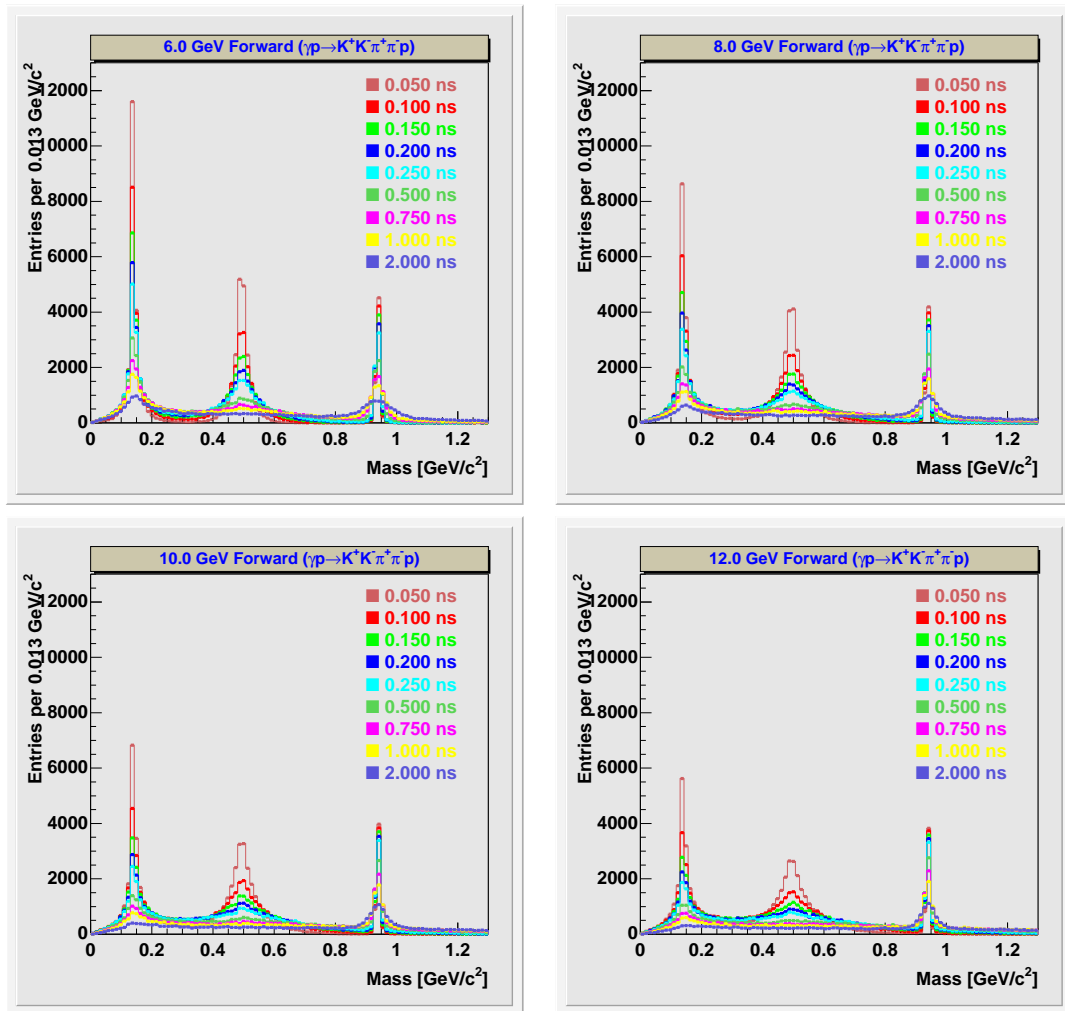 6.0 GeV Forward (γp→K⁺K⁻π⁺π⁻p)
Entries per 0.013 GeV/c²
12000
10000
8000
6000
4000
2000
0
0.050 ns
0.100 ns
0.150 ns
0.200 ns
0.250 ns
0.500 ns
0.750 ns
1.000 ns
2.000 ns
0 0.2 0.4 0.6 0.8 1 1.2
Mass [GeV/c²]
8.0 GeV Forward (γp→K⁺K⁻π⁺π⁻p)
Entries per 0.013 GeV/c²
12000
10000
8000
6000
4000
2000
0
0.050 ns
0.100 ns
0.150 ns
0.200 ns
0.250 ns
0.500 ns
0.750 ns
1.000 ns
2.000 ns
0 0.2 0.4 0.6 0.8 1 1.2
Mass [GeV/c²]
10.0 GeV Forward (γp→K⁺K⁻π⁺π⁻p)
Entries per 0.013 GeV/c²
12000
10000
8000
6000
4000
2000
0
0.050 ns
0.100 ns
0.150 ns
0.200 ns
0.250 ns
0.500 ns
0.750 ns
1.000 ns
2.000 ns
0 0.2 0.4 0.6 0.8 1 1.2
Mass [GeV/c²]
12.0 GeV Forward (γp→K⁺K⁻π⁺π⁻p)
Entries per 0.013 GeV/c²
12000
10000
8000
6000
4000
2000
0
0.050 ns
0.100 ns
0.150 ns
0.200 ns
0.250 ns
0.500 ns
0.750 ns
1.000 ns
2.000 ns
0 0.2 0.4 0.6 0.8 1 1.2
Mass [GeV/c²]